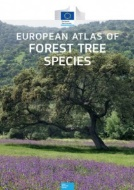 EUROPEAN ATLAS OF
FOREST TREE
SPECIES